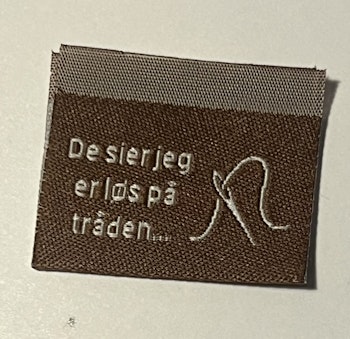 De sier jeg
er løs på
tråden...